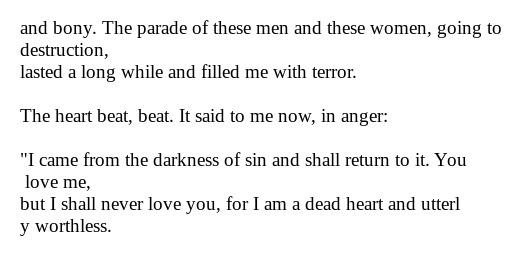 and bony. The parade of these men and these women, going to
destruction,
lasted a long while and filled me with terror.

The heart beat, beat. It said to me now, in anger:

"I came from the darkness of sin and shall return to it. You
 love me,
but I shall never love you, for I am a dead heart and utterl
y worthless.